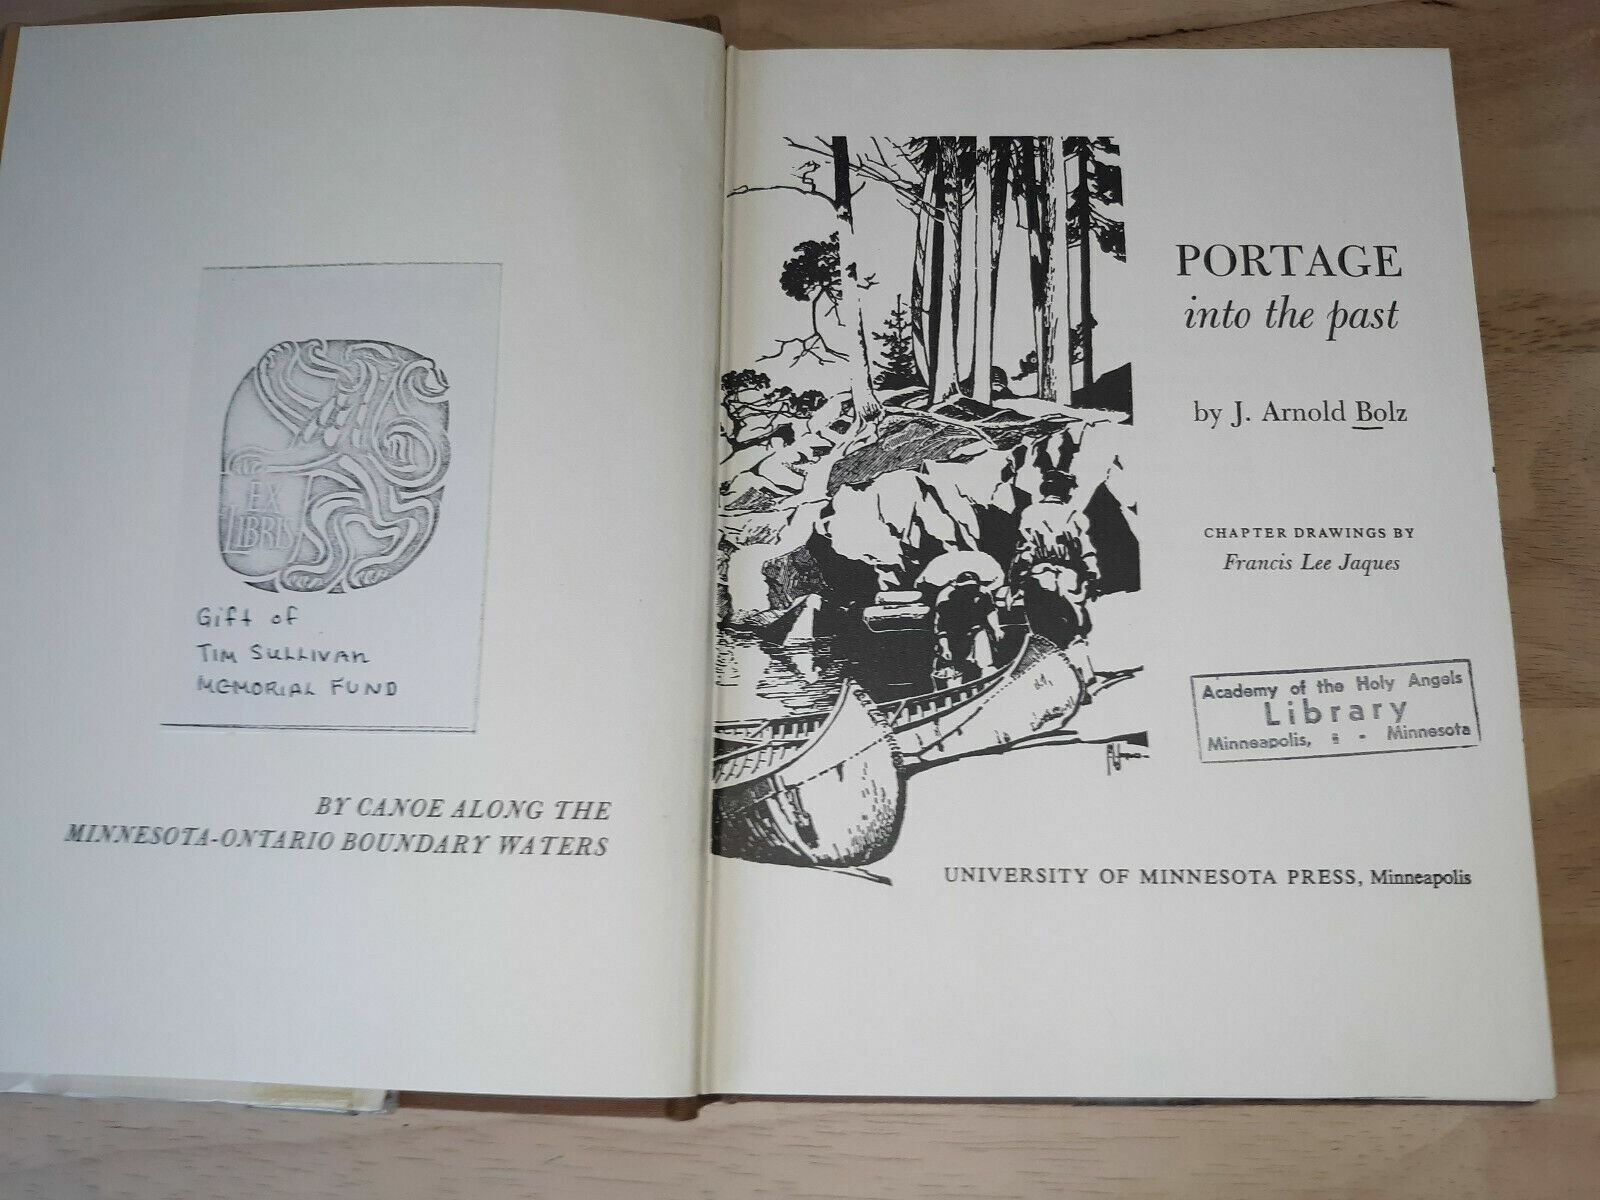 EX
LIBRIS
Gift of
TIM SULLIVAN
MEMORIAL FUND
BY CANOE ALONG THE
MINNESOTA-ONTARIO BOUNDARY WATERS
PORTAGE
into the past
by J. Arnold Bolz
CHAPTER DRAWINGS BY
Francis Lee Jaques
Academy of the Holy Angels
Library
Minneapolis, - Minnesota
UNIVERSITY OF MINNESOTA PRESS, Minneapolis